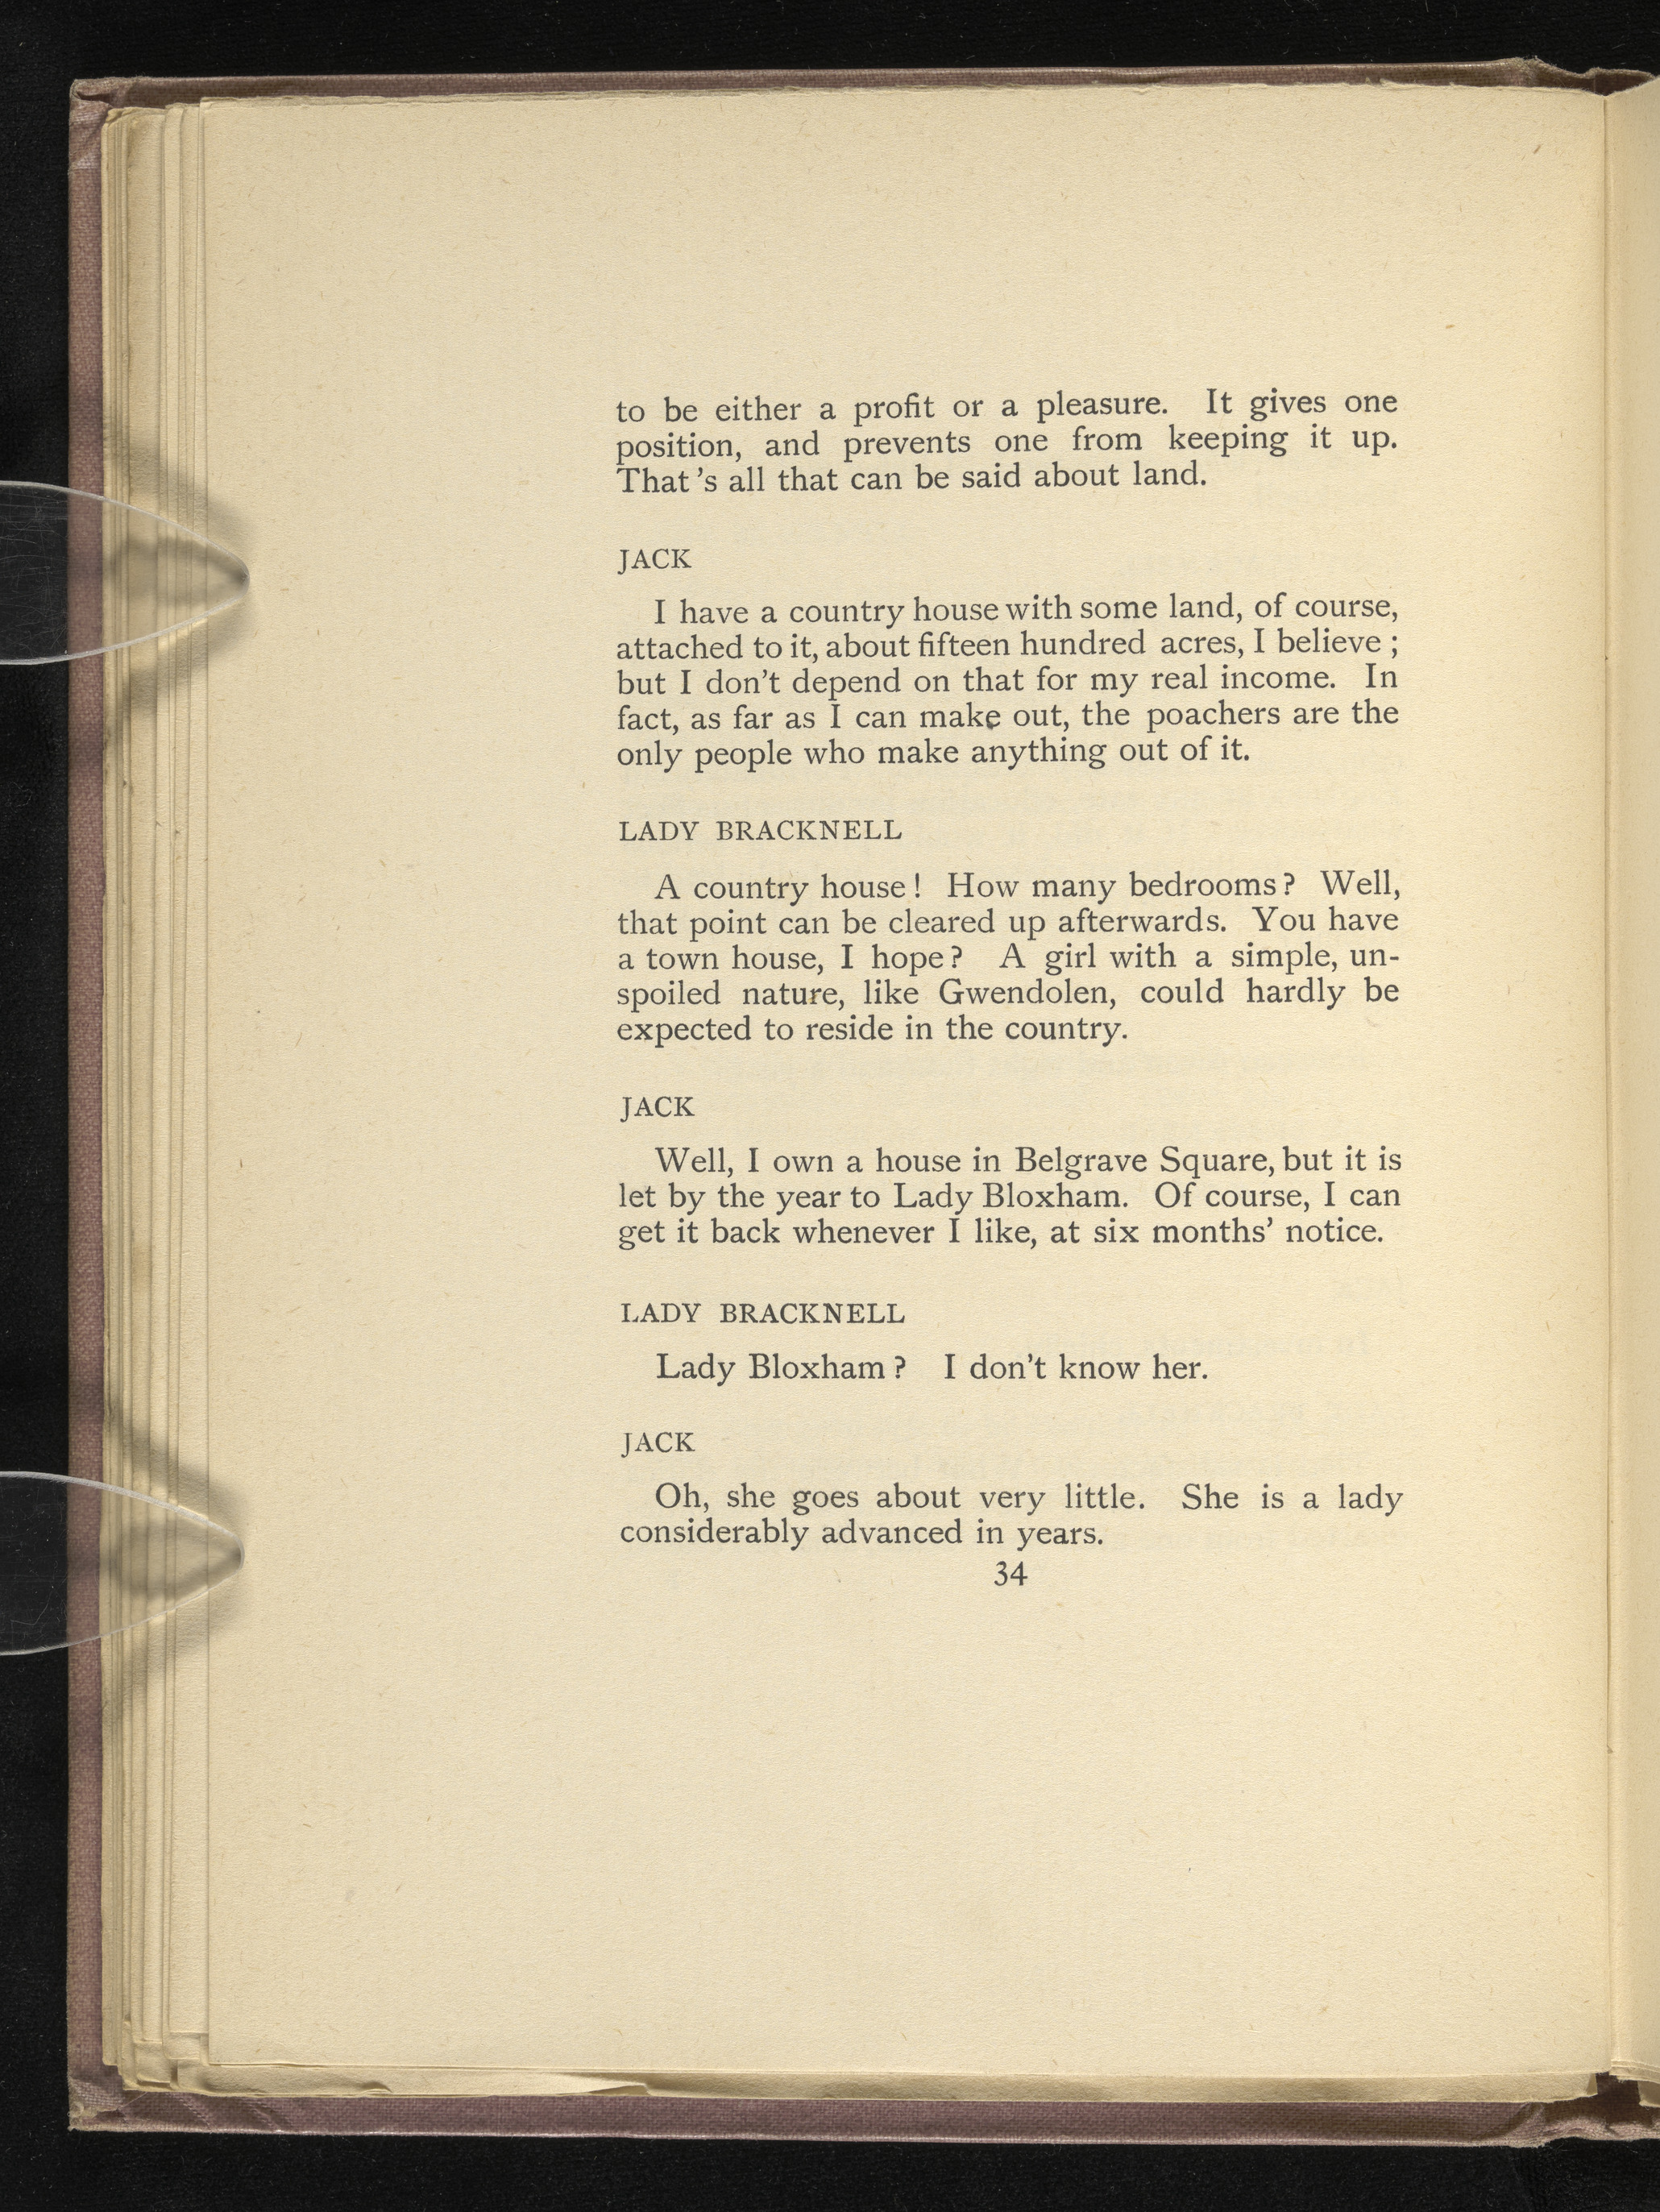 to be either a profit or a pleasure. It gives one
position, and prevents one from keeping it up.
That's all that can be said about land.
JACK
I have a country house with some land, of course,
attached to it, about fifteen hundred acres, I believe;
but I don't depend on that for my real income. In
fact, as far as I can make out, the poachers are the
only people who make anything out of it.
LADY BRACKNELL
A country house! How many bedrooms? Well,
that point can be cleared up afterwards. You have
a town house, I hope? A girl with a simple, un-
spoiled nature, like Gwendolen, could hardly be
expected to reside in the country.
JACK
Well, I own a house in Belgrave Square, but it is
let by the year to Lady Bloxham. Of course, I can
get it back whenever I like, at six months' notice.
LADY BRACKNELL
Lady Bloxham? I don't know her.
JACK
Oh, she goes about very little. She is a lady
considerably advanced in years.
34